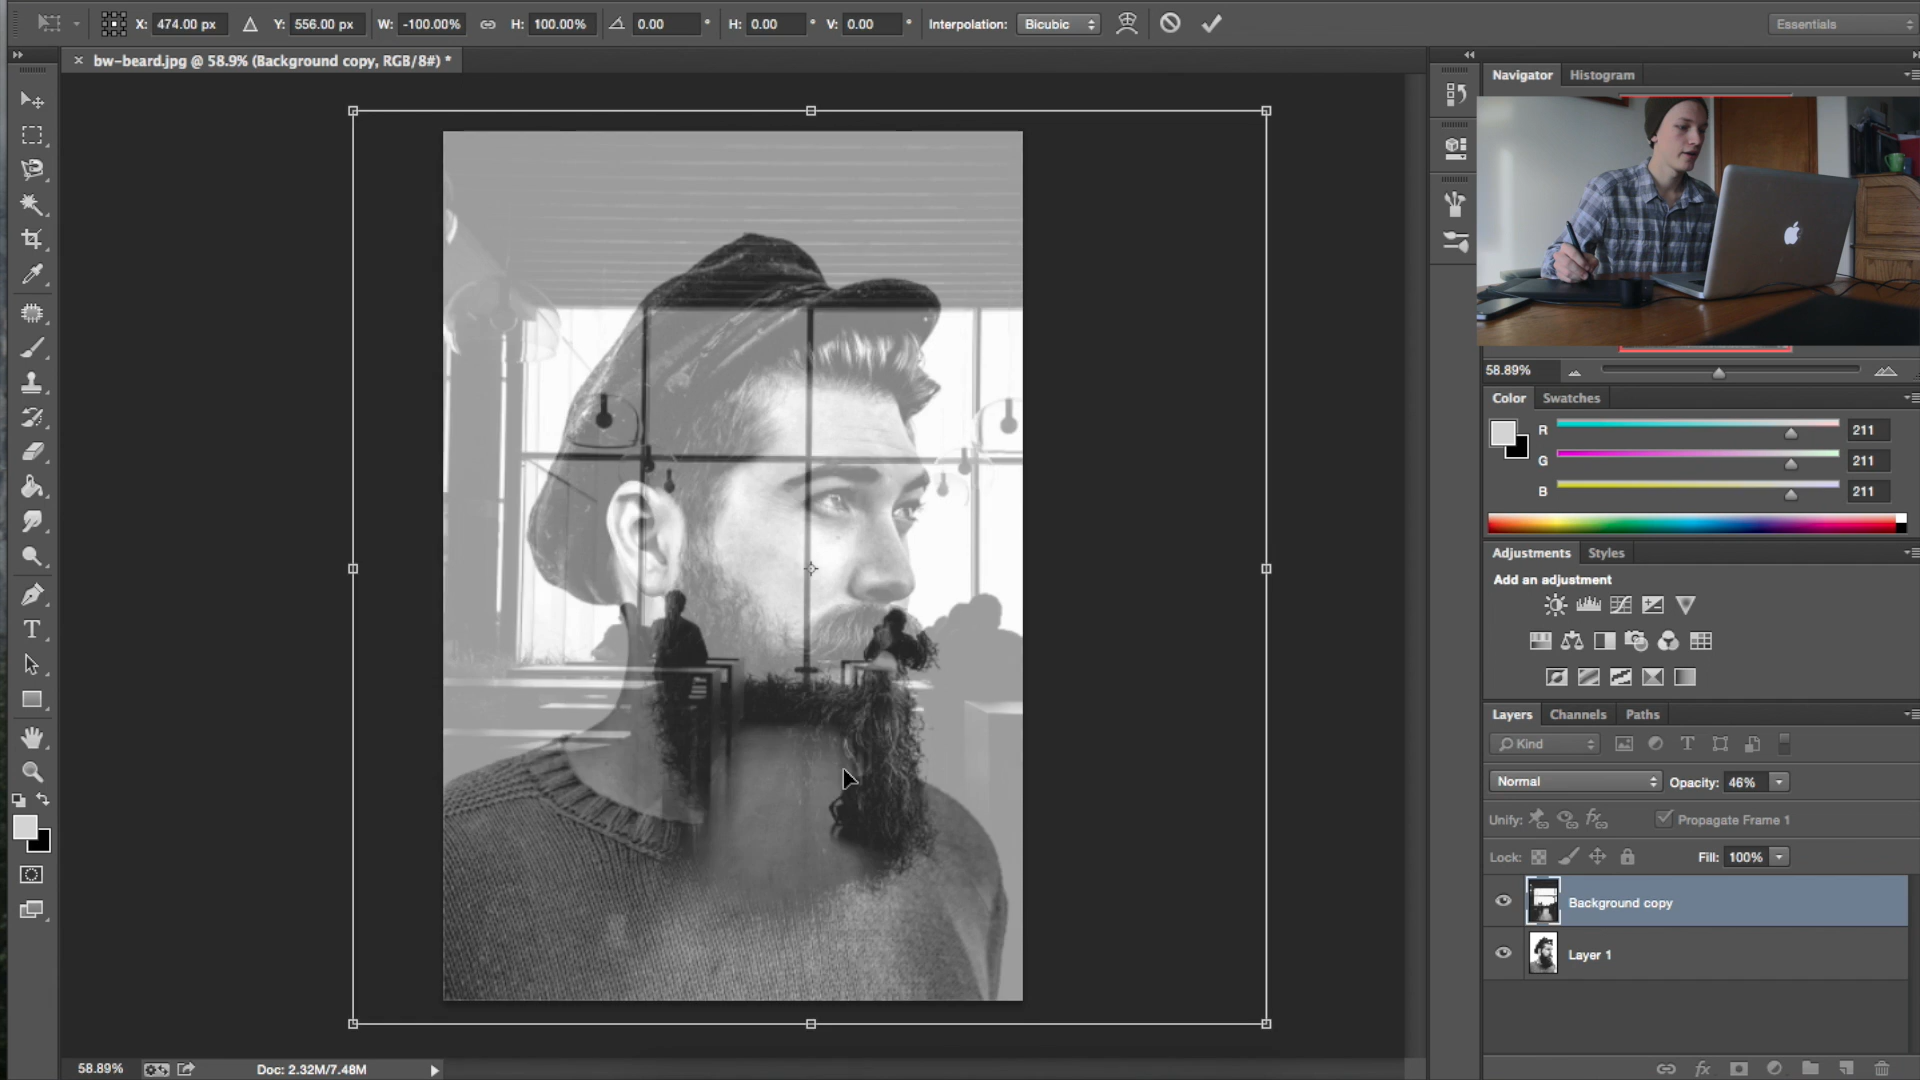 X: 474.00 px Y: 556.00 px W: -100.00% H: 100.00% 0.00 ° H: 0.00 ° V: 0.00 ° Interpolation: Bicubic Essentials
× bw-beard.jpg @ 58.9% (Background copy, RGB/8#) *
Navigator Histogram
58.89%
Color Swatches
R 211
G 211
B 211
Adjustments Styles
Add an adjustment
Layers Channels Paths
Kind
Normal Opacity: 46%
Unify: Propagate Frame 1
Lock: Fill: 100%
Background copy
Layer 1
58.89% Doc: 2.32M/7.48M